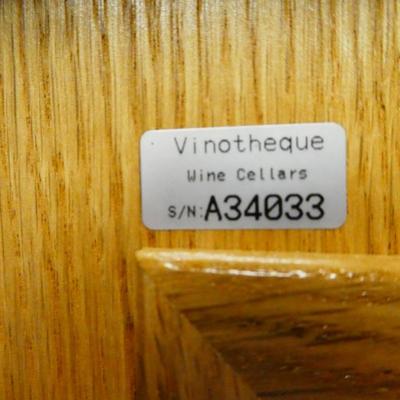 Vinotheque
Wine Cellars
S/N:A34033